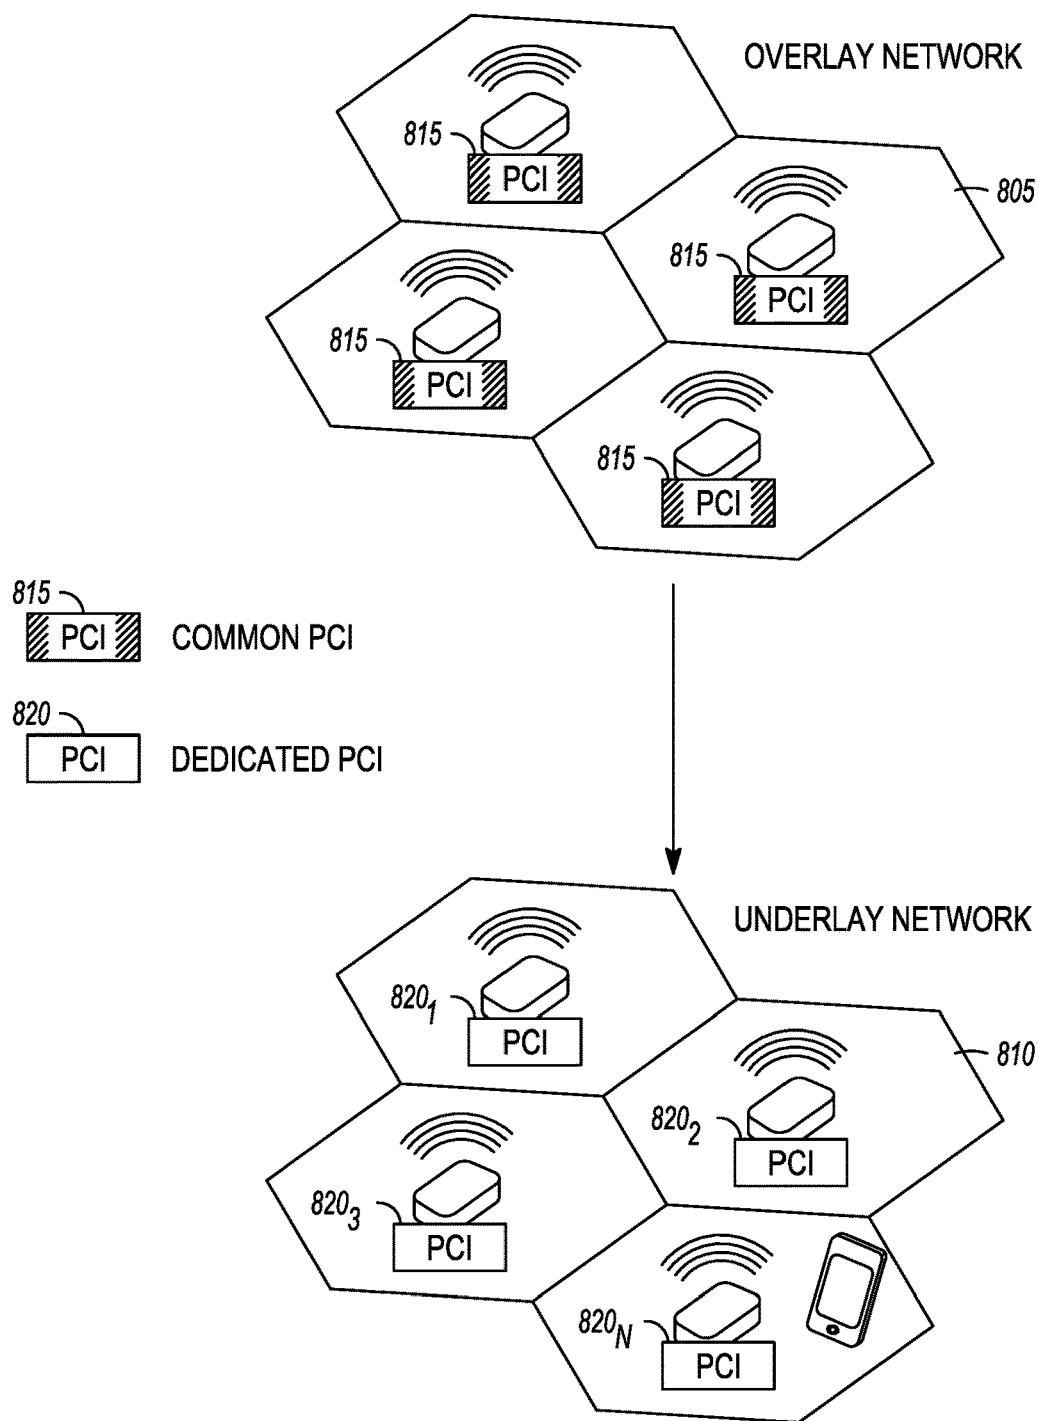 OVERLAY NETWORK
815
PCI
805
815
PCI
815
PCI
815
PCI
815
PCI COMMON PCI
820
PCI DEDICATED PCI
UNDERLAY NETWORK
820₁
PCI
810
820₂
PCI
820₃
PCI
820_N
PCI